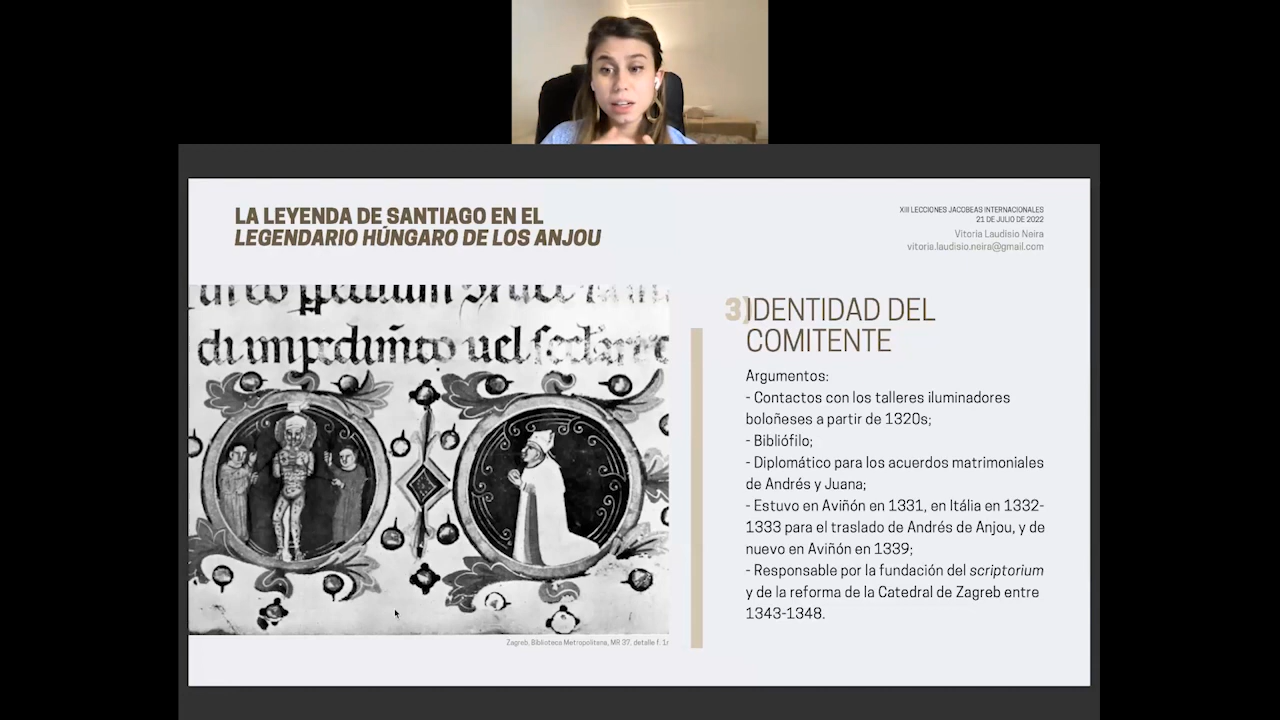 LA LEYENDA DE SANTIAGO EN EL
LEGENDARIO HÚNGARO DE LOS ANJOU
XIII LECCIONES JACOBEAS INTERNACIONALES
21 DE JULIO DE 2022
Vitoria Laudisio Neira
vitoria.laudisio.neira@gmail.com
3) IDENTIDAD DEL
COMITENTE
Argumentos:
- Contactos con los talleres iluminadores
boloñeses a partir de 1320s;
- Bibliófilo;
- Diplomático para los acuerdos matrimoniales
de Andrés y Juana;
- Estuvo en Aviñón en 1331, en Itália en 1332-
1333 para el traslado de Andrés de Anjou, y de
nuevo en Aviñón en 1339;
- Responsable por la fundación del scriptorium
y de la reforma de la Catedral de Zagreb entre
1343-1348.
Zagreb. Biblioteca Metropolitana, MR 37, detalle f. 1r